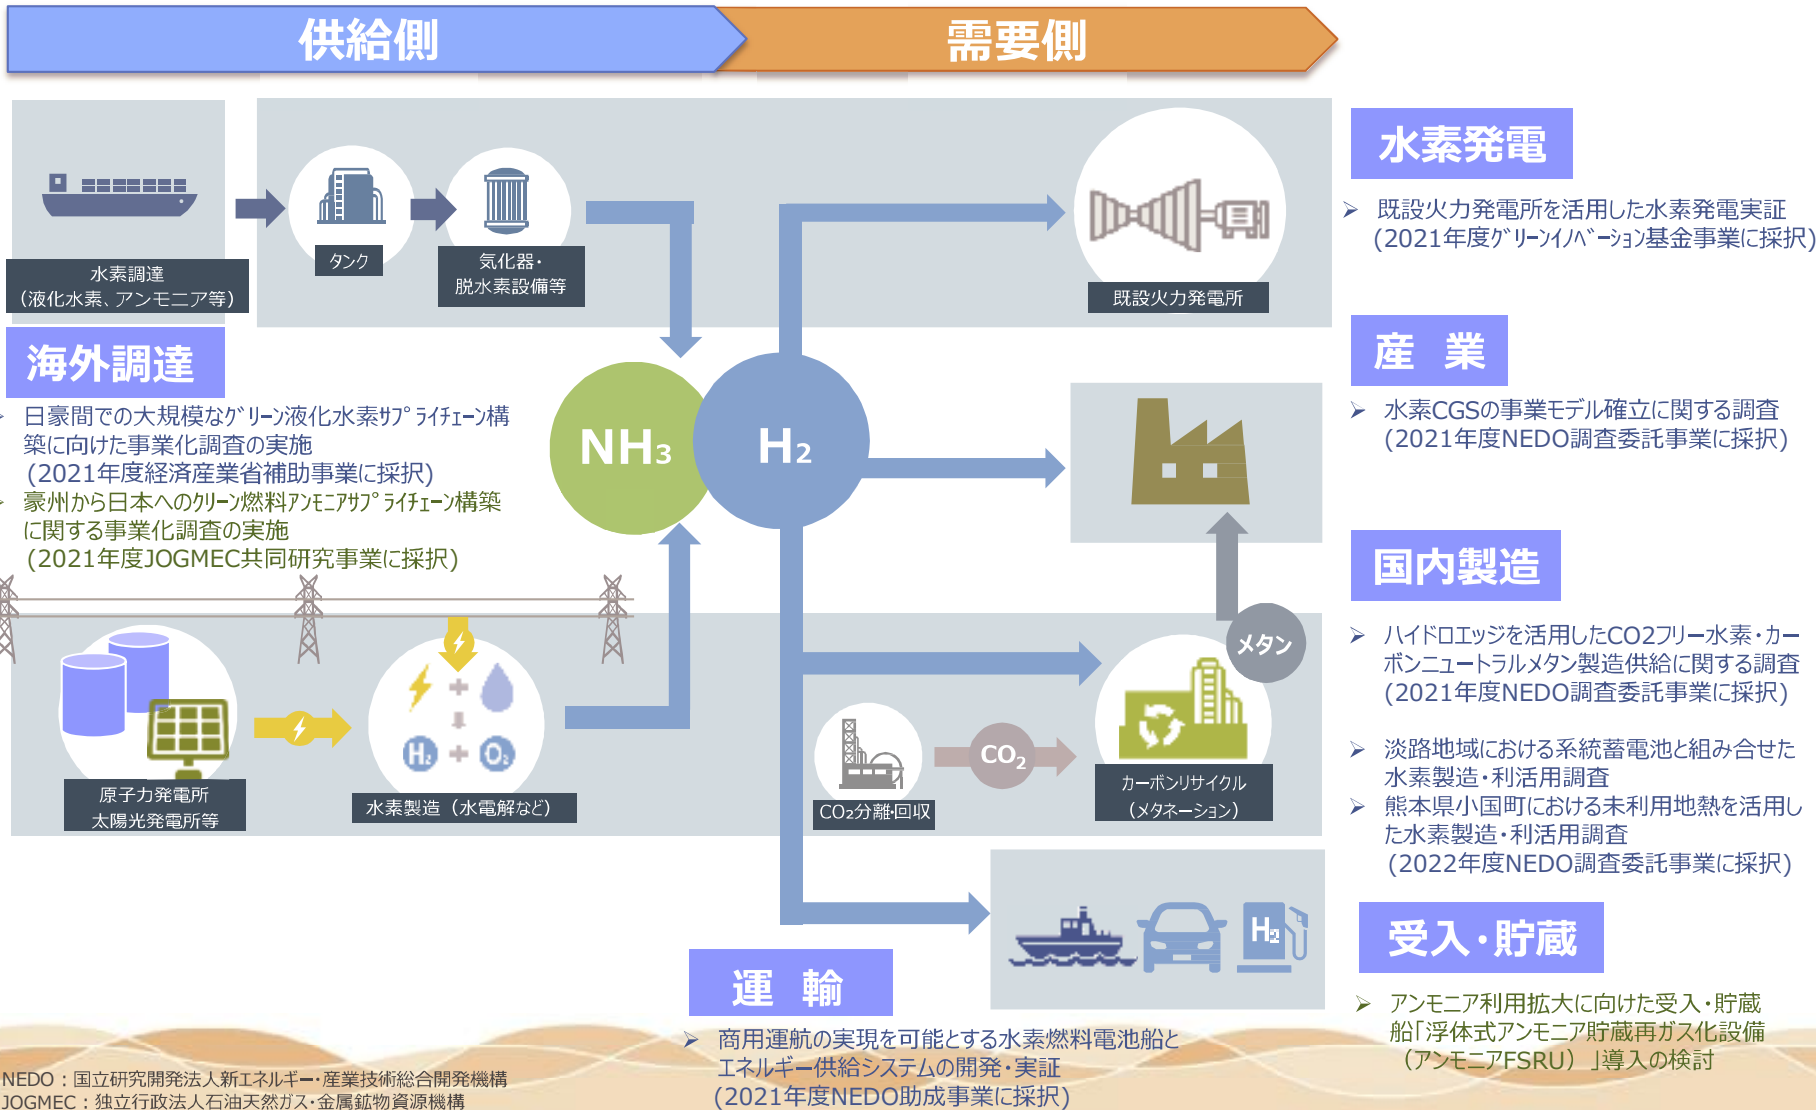 供給側
需要側
水素調達
（液化水素、アンモニア等）
タンク
気化器・
脱水素設備等
既設火力発電所
水素発電
➢ 既設火力発電所を活用した水素発電実証
(2021年度グリーンイノベーション基金事業に採択)
海外調達
➢ 日豪間での大規模なグリーン液化水素サプライチェーン構
築に向けた事業化調査の実施
(2021年度経済産業省補助事業に採択)
➢ 豪州から日本へのクリーン燃料アンモニアサプライチェーン構築
に関する事業化調査の実施
(2021年度JOGMEC共同研究事業に採択)
NH₃
H₂
産 業
➢ 水素CGSの事業モデル確立に関する調査
(2021年度NEDO調査委託事業に採択)
国内製造
➢ ハイドロエッジを活用したCO2フリー水素・カー
ボンニュートラルメタン製造供給に関する調査
(2021年度NEDO調査委託事業に採択)
➢ 淡路地域における系統蓄電池と組み合せた
水素製造・利活用調査
➢ 熊本県小国町における未利用地熱を活用し
た水素製造・利活用調査
(2022年度NEDO調査委託事業に採択)
メタン
H₂ + O₂
原子力発電所
太陽光発電所等
水素製造（水電解など）
CO₂
CO₂分離・回収
カーボンリサイクル
（メタネーション）
H₂
受入・貯蔵
➢ アンモニア利用拡大に向けた受入・貯蔵
船「浮体式アンモニア貯蔵再ガス化設備
（アンモニアFSRU）」導入の検討
運 輸
➢ 商用運航の実現を可能とする水素燃料電池船と
エネルギー供給システムの開発・実証
(2021年度NEDO助成事業に採択)
NEDO：国立研究開発法人新エネルギー・産業技術総合開発機構
JOGMEC：独立行政法人石油天然ガス・金属鉱物資源機構